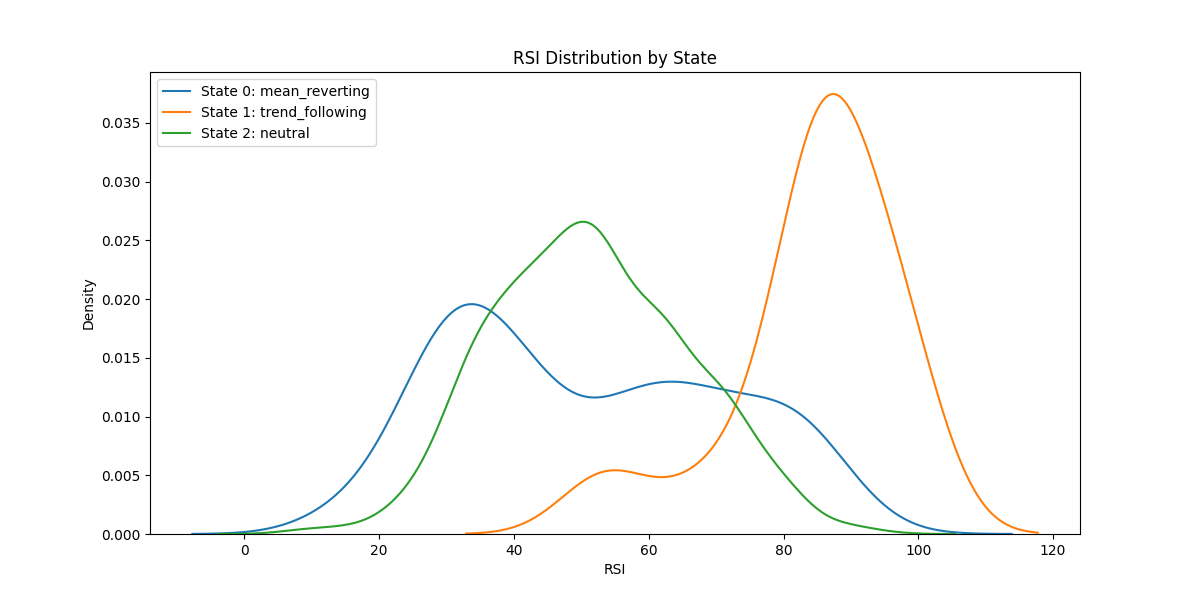 RSI Distribution by State
State 0: mean_reverting
State 1: trend_following
State 2: neutral
Density
0.035
0.030
0.025
0.020
0.015
0.010
0.005
0.000
0 20 40 60 80 100 120
RSI